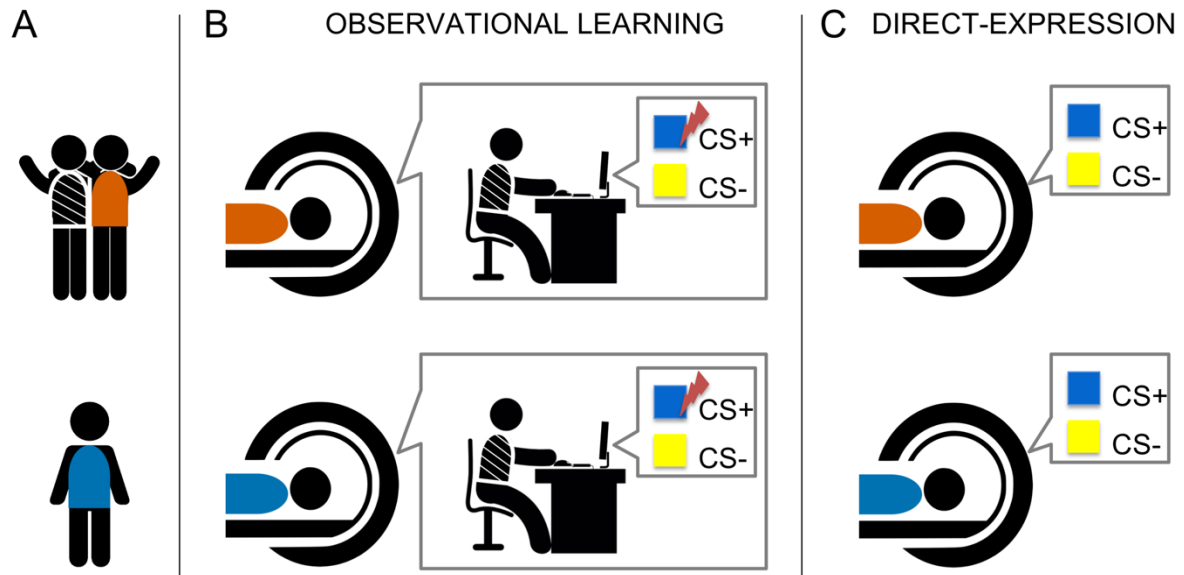 A
B OBSERVATIONAL LEARNING
C DIRECT-EXPRESSION
CS+
CS-
CS+
CS-
CS+
CS-
CS+
CS-